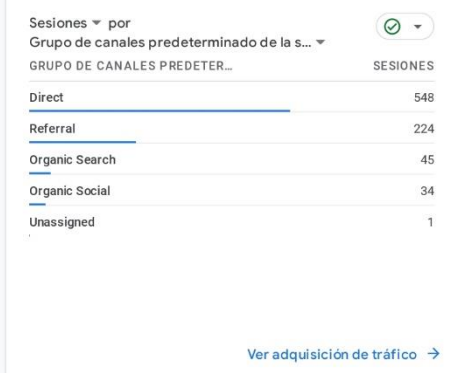 Sesiones por
Grupo de canales predeterminado de la s...
GRUPO DE CANALES PREDETER... SESIONES
Direct 548
Referral 224
Organic Search 45
Organic Social 34
Unassigned 1
Ver adquisición de tráfico